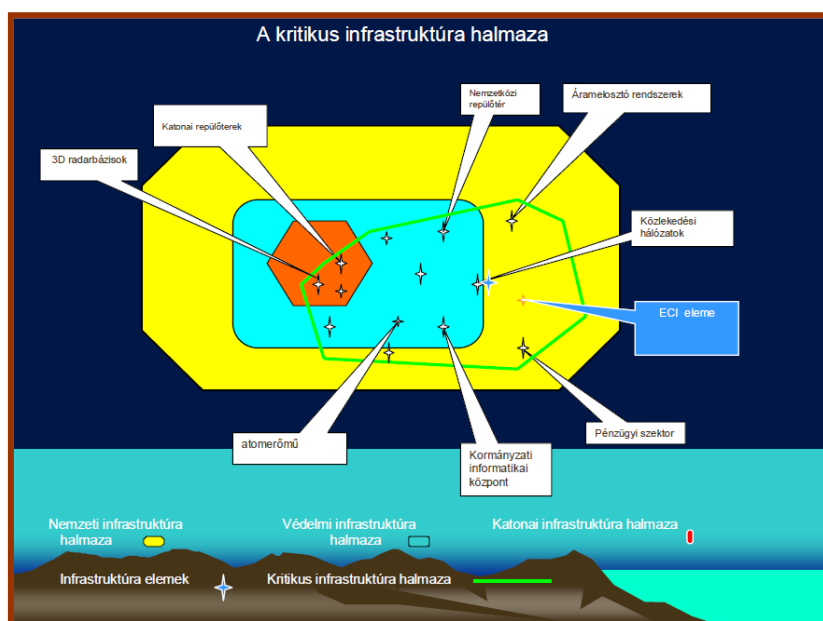 A kritikus infrastruktúra halmaza
Nemzetközi
repülőtér
Áramelosztó rendszerek
Katonai repülőterek
3D radarbázisok
Közlekedési
hálózatok
ECI eleme
atomerőmű
Kormányzati
informatikai
központ
Pénzügyi szektor
Nemzeti infrastruktúra
halmaza
Védelmi infrastruktúra
halmaza
Katonai infrastruktúra halmaza
Infrastruktúra elemek
Kritikus infrastruktúra halmaza